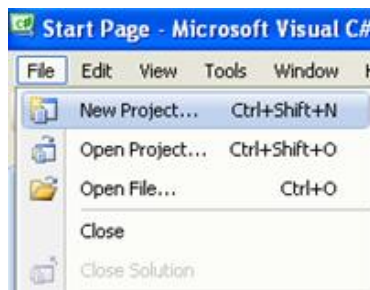 Start Page - Microsoft Visual C#
File Edit View Tools Window
New Project... Ctrl+Shift+N
Open Project... Ctrl+Shift+O
Open File... Ctrl+O
Close
Close Solution